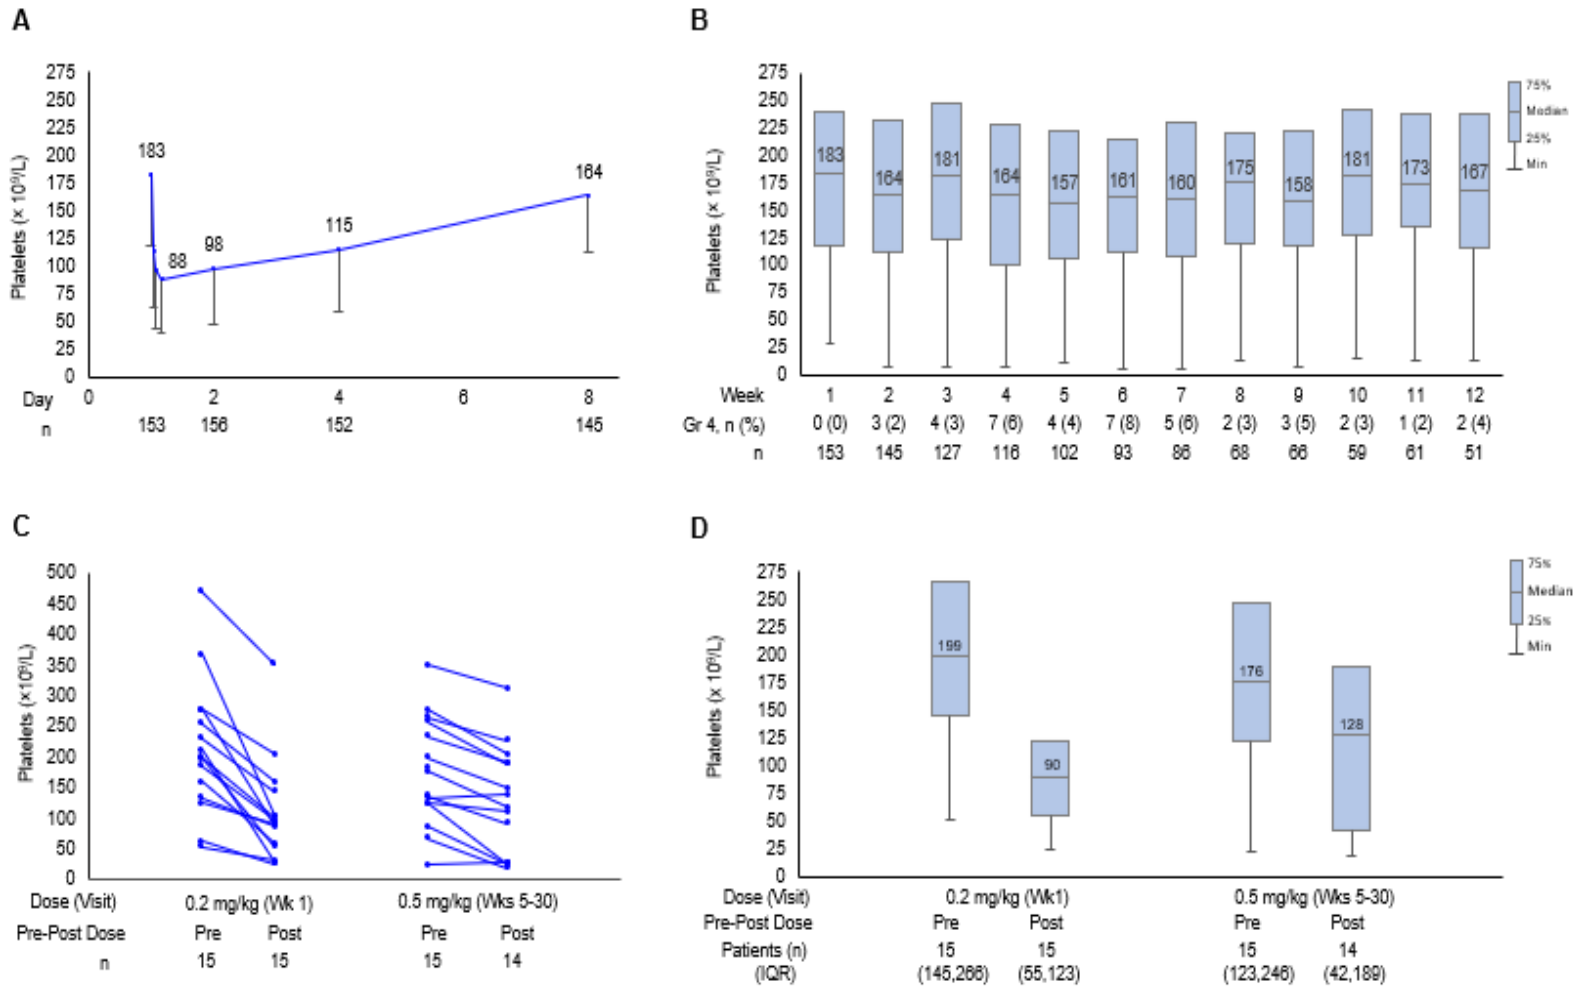 A
275
250
225
200
175
150
125
100
75
50
25
0
Platelets (× 10⁹/L)
183
88
98
115
164
Day 0 2 4 6 8
n 153 156 152 145
B
275
250
225
200
175
150
125
100
75
50
25
0
Platelets (× 10⁹/L)
183 164 181 164 157 161 160 175 158 181 173 167
75%
Median
25%
Min
Week 1 2 3 4 5 6 7 8 9 10 11 12
Gr 4, n (%) 0 (0) 3 (2) 4 (3) 7 (6) 4 (4) 7 (8) 5 (6) 2 (3) 3 (5) 2 (3) 1 (2) 2 (4)
n 153 145 127 116 102 93 86 68 66 59 61 51
C
500
450
400
350
300
250
200
150
100
50
0
Platelets (×10⁹/L)
Dose (Visit) 0.2 mg/kg (Wk 1) 0.5 mg/kg (Wks 5-30)
Pre-Post Dose Pre Post Pre Post
n 15 15 15 14
D
275
250
225
200
175
150
125
100
75
50
25
0
Platelets (x 10⁹/L)
199 90 176 128
75%
Median
25%
Min
Dose (Visit) 0.2 mg/kg (Wk1) 0.5 mg/kg (Wks 5-30)
Pre-Post Dose Pre Post Pre Post
Patients (n) 15 15 15 14
(IQR) (145,266) (55,123) (123,246) (42,189)